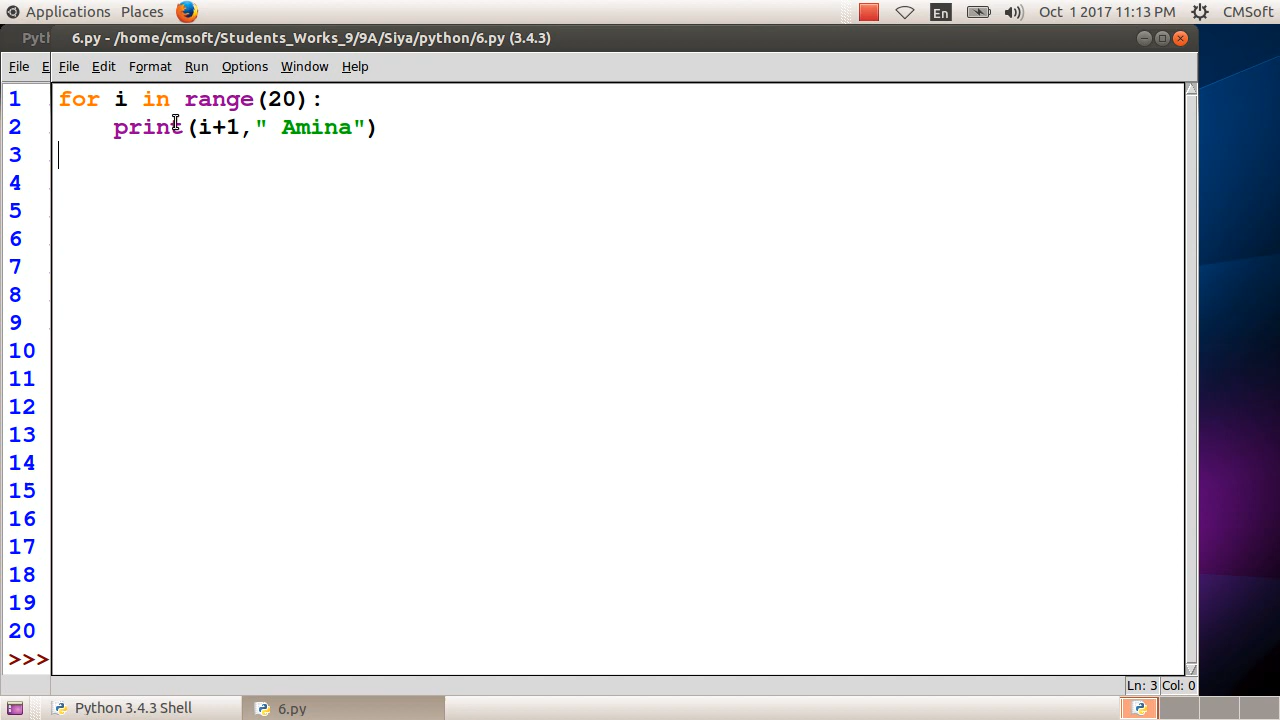 Applications Places En Oct 1 2017 11:13 PM CMSoft
Pyth 6.py - /home/cmsoft/Students_Works_9/9A/Siya/python/6.py (3.4.3)
File E File Edit Format Run Options Window Help
1 for i in range(20):
2 print(i+1," Amina")
3
4
5
6
7
8
9
10
11
12
13
14
15
16
17
18
19
20
>>>
Ln: 3 Col: 0
Python 3.4.3 Shell 6.py